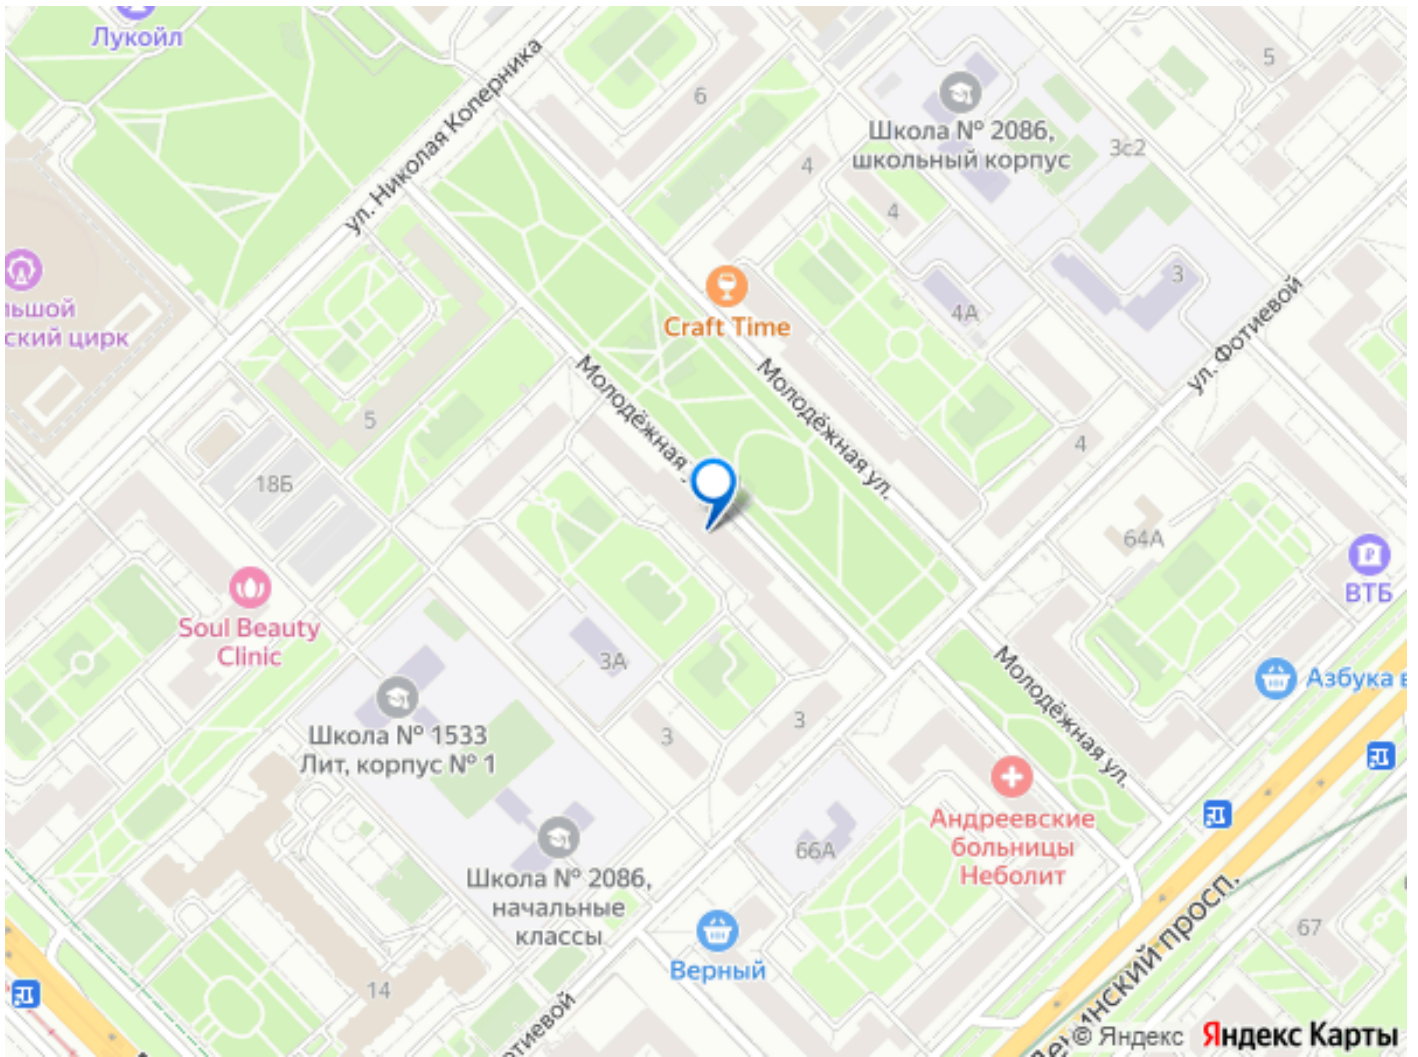 Лукойл
ул. Николая Коперника
6
5
Школа № 2086,
школьный корпус
3с2
4
4
льшой
ский цирк
Craft Time
4А
3
ул. Фотиевой
Молодёжная
Молодёжная ул.
5
4
18Б
64А
ВТБ
Soul Beauty
Clinic
3А
Молодёжная ул.
Азбука в
Школа № 1533
Лит, корпус № 1
3
3
Андреевские
больницы
Неболит
66А
Школа № 2086,
начальные
классы
Верный
67
14
отиевой
Ле
инский просп.
© Яндекс Яндекс Карты